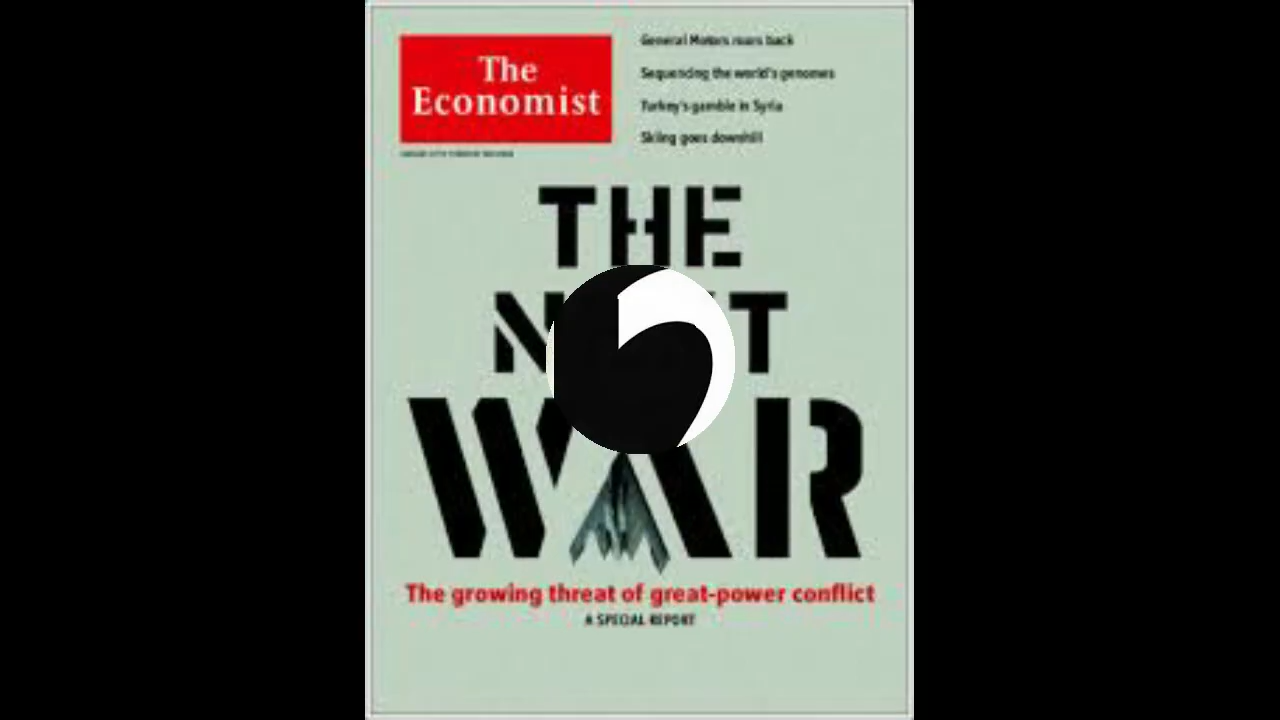 The
Economist
General Motors roars back
Sequencing the world's genomes
Turkey's gamble in Syria
Skiing goes downhill
THE
WAR
The growing threat of great-power conflict
A SPECIAL REPORT